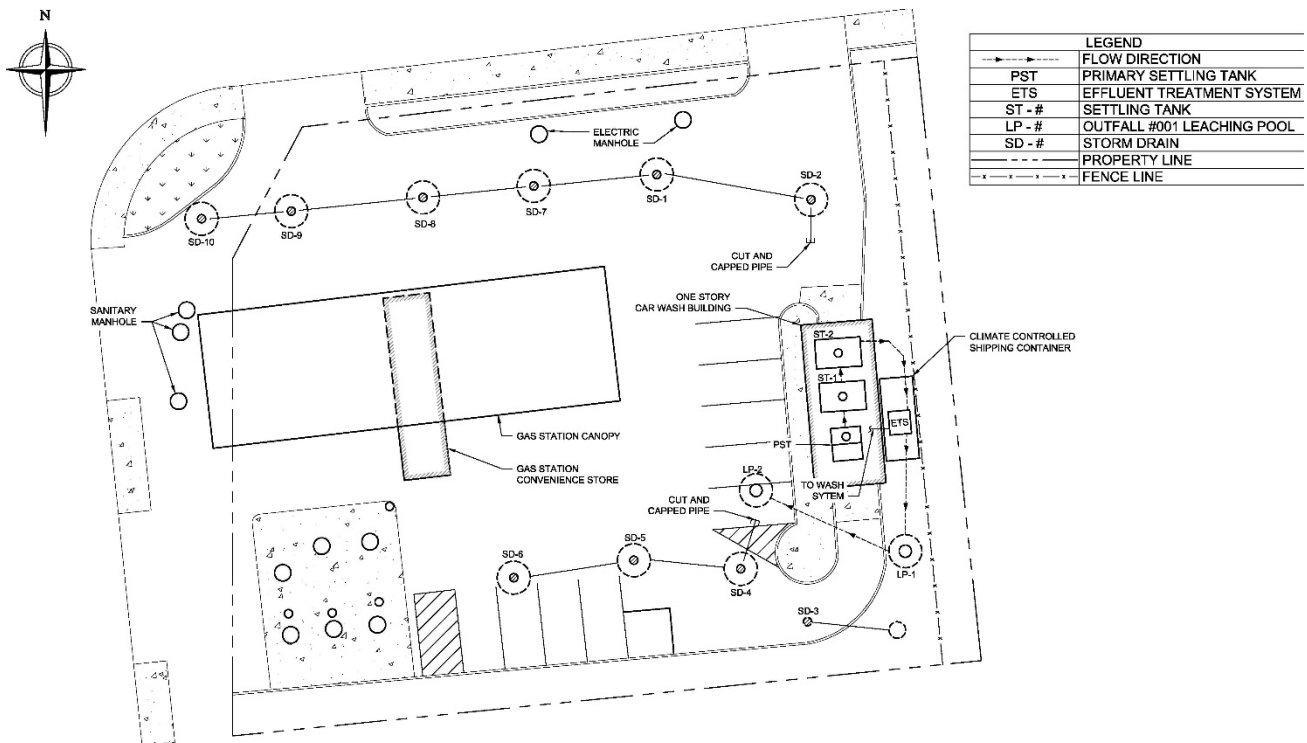 N
LEGEND
FLOW DIRECTION
PST PRIMARY SETTLING TANK
ETS EFFLUENT TREATMENT SYSTEM
ST - # SETTLING TANK
LP - # OUTFALL #001 LEACHING POOL
SD - # STORM DRAIN
PROPERTY LINE
FENCE LINE
ELECTRIC
MANHOLE
SD-10
SD-9
SD-8
SD-7
SD-1
SD-2
CUT AND
CAPPED PIPE
SANITARY
MANHOLE
ONE STORY
CAR WASH BUILDING
CLIMATE CONTROLLED
SHIPPING CONTAINER
ST-2
ST-1
ETS
PST
GAS STATION CANOPY
GAS STATION
CONVENIENCE STORE
LP-2
TO WASH
SYTEM
CUT AND
CAPPED PIPE
SD-6
SD-5
SD-4
LP-1
SD-3